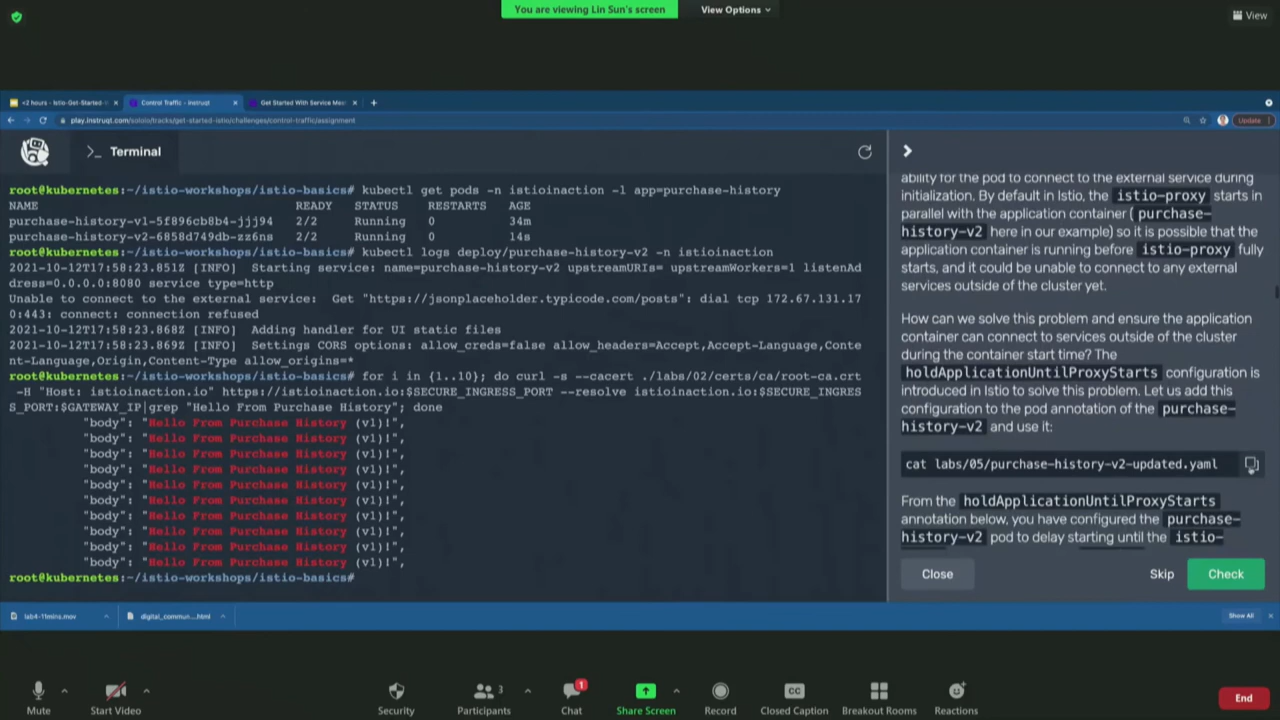 You are viewing Lin Sun's screen
View Options
View
<2 hours - Istio-Get-Started-
Control Traffic - Instruqt
Get Started With Service Mes
play.instruqt.com/soloio/tracks/get-started-istio/challenges/control-traffic/assignment
Update
>_ Terminal
root@kubernetes:~/istio-workshops/istio-basics# kubectl get pods -n istioinaction -l app=purchase-history
NAME READY STATUS RESTARTS AGE
purchase-history-v1-5f896cb8b4-jjj94 2/2 Running 0 34m
purchase-history-v2-6858d749db-zz6ns 2/2 Running 0 14s
root@kubernetes:~/istio-workshops/istio-basics# kubectl logs deploy/purchase-history-v2 -n istioinaction
2021-10-12T17:58:23.851Z [INFO] Starting service: name=purchase-history-v2 upstreamURIs= upstreamWorkers=1 listenAd
dress=0.0.0.0:8080 service type=http
Unable to connect to the external service: Get "https://jsonplaceholder.typicode.com/posts": dial tcp 172.67.131.17
0:443: connect: connection refused
2021-10-12T17:58:23.868Z [INFO] Adding handler for UI static files
2021-10-12T17:58:23.869Z [INFO] Settings CORS options: allow_creds=false allow_headers=Accept,Accept-Language,Conte
nt-Language,Origin,Content-Type allow_origins=*
root@kubernetes:~/istio-workshops/istio-basics# for i in {1..10}; do curl -s --cacert ./labs/02/certs/ca/root-ca.crt
-H "Host: istioinaction.io" https://istioinaction.io:$SECURE_INGRESS_PORT --resolve istioinaction.io:$SECURE_INGRES
S_PORT:$GATEWAY_IP|grep "Hello From Purchase History"; done
"body": "Hello From Purchase History (v1)!",
"body": "Hello From Purchase History (v1)!",
"body": "Hello From Purchase History (v1)!",
"body": "Hello From Purchase History (v1)!",
"body": "Hello From Purchase History (v1)!",
"body": "Hello From Purchase History (v1)!",
"body": "Hello From Purchase History (v1)!",
"body": "Hello From Purchase History (v1)!",
"body": "Hello From Purchase History (v1)!",
"body": "Hello From Purchase History (v1)!",
root@kubernetes:~/istio-workshops/istio-basics#
ability for the pod to connect to the external service during
initialization. By default in Istio, the istio-proxy starts in
parallel with the application container ( purchase-
history-v2 here in our example) so it is possible that the
application container is running before istio-proxy fully
starts, and it could be unable to connect to any external
services outside of the cluster yet.
How can we solve this problem and ensure the application
container can connect to services outside of the cluster
during the container start time? The
holdApplicationUntilProxyStarts configuration is
introduced in Istio to solve this problem. Let us add this
configuration to the pod annotation of the purchase-
history-v2 and use it:
cat labs/05/purchase-history-v2-updated.yaml
From the holdApplicationUntilProxyStarts
annotation below, you have configured the purchase-
history-v2 pod to delay starting until the istio-
Close
Skip
Check
lab4-11mins.mov
digital_commun....html
Show All
Mute
Start Video
Security
Participants 3
Chat 1
Share Screen
Record
CC
Closed Caption
Breakout Rooms
Reactions
End